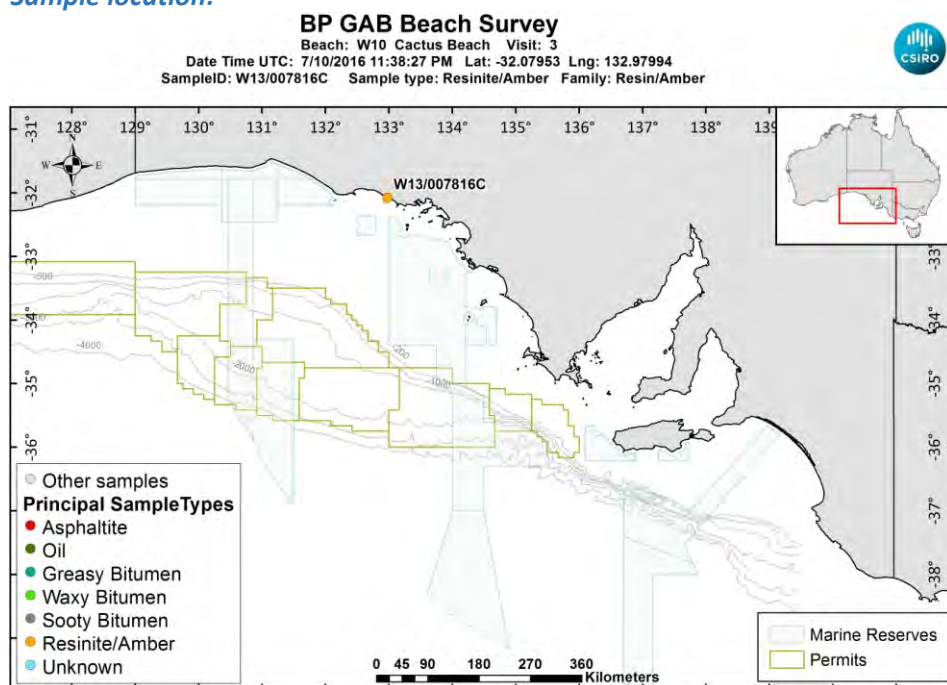 Sample location:
BP GAB Beach Survey
Beach: W10 Cactus Beach Visit: 3
Date Time UTC: 7/10/2016 11:38:27 PM Lat: -32.07953 Lng: 132.97994
SampleID: W13/007816C Sample type: Resinite/Amber Family: Resin/Amber
CSIRO
128° 129° 130° 131° 132° 133° 134° 135° 136° 137° 138° 139
-31° -32° -33° -34° -35° -36° -37° -38°
N
W E
S
W13/007816C
-34° -35° -36° -37° -38°
-200
-1000
-2000
-4000
Other samples
Principal SampleTypes
Asphaltite
Oil
Greasy Bitumen
Waxy Bitumen
Sooty Bitumen
Resinite/Amber
Unknown
0 45 90 180 270 360
Kilometers
Marine Reserves
Permits